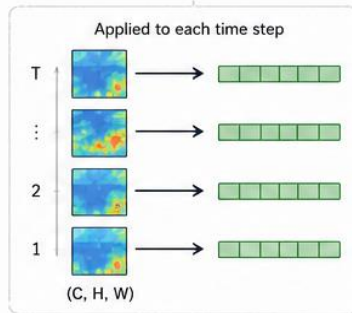 Applied to each time step
T
⋮
2
1
(C, H, W)